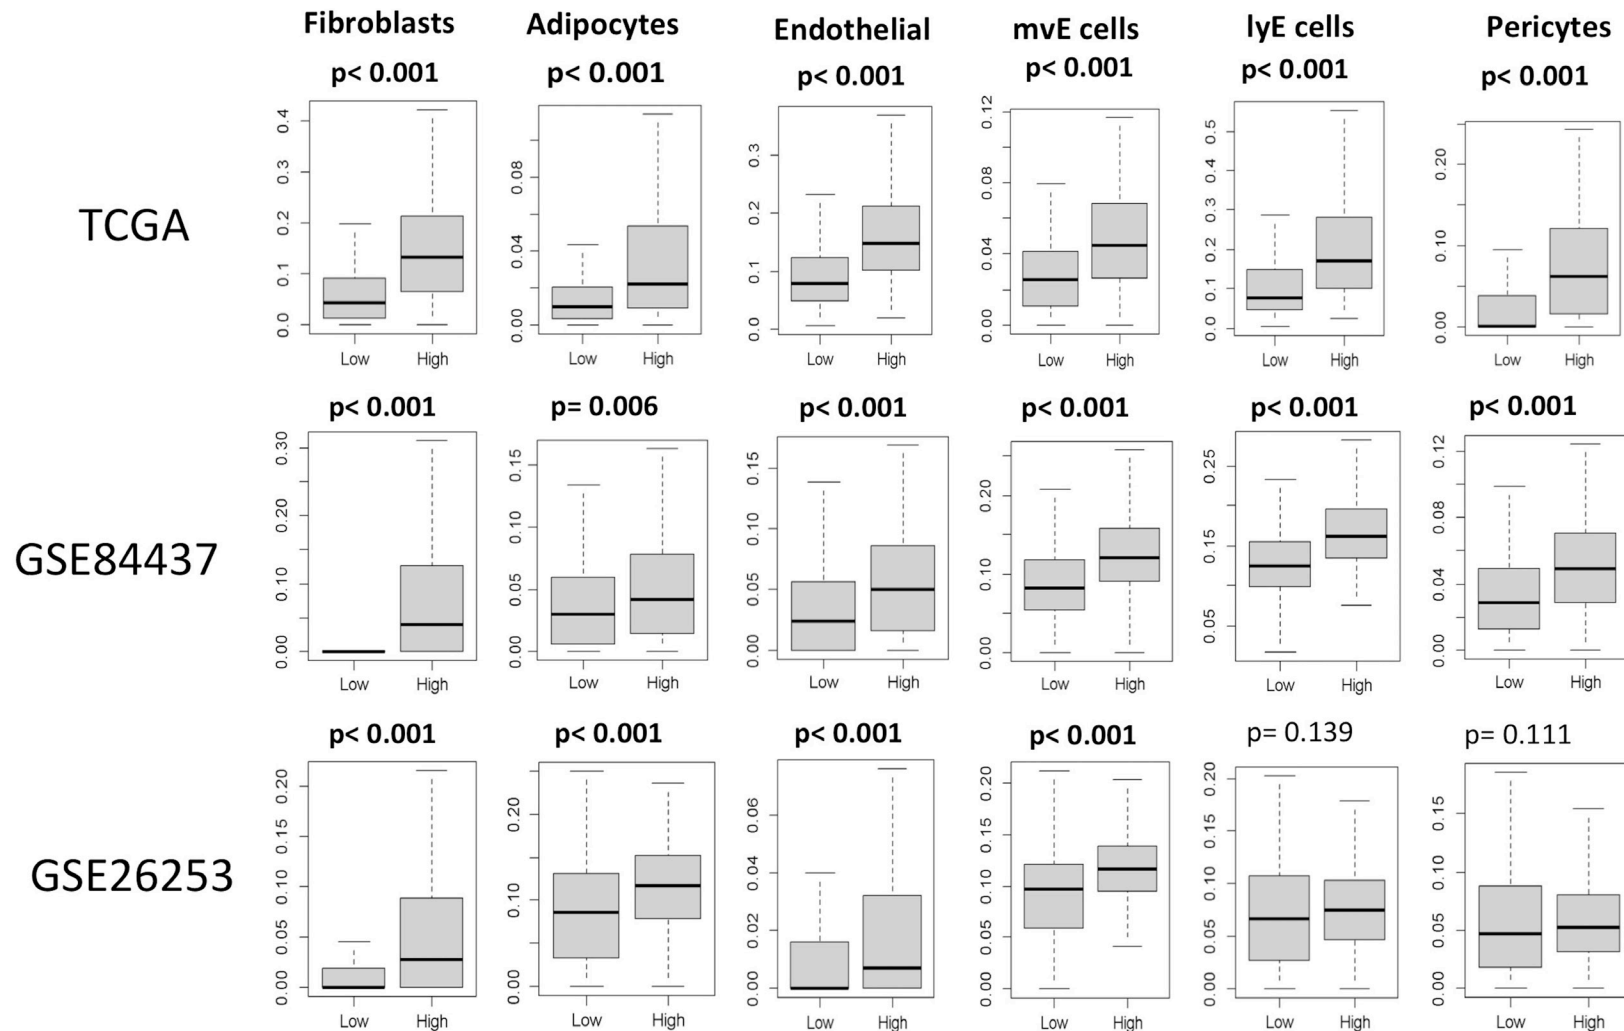 Fibroblasts Adipocytes Endothelial mvE cells lyE cells Pericytes
p< 0.001 p< 0.001 p< 0.001 p< 0.001 p< 0.001 p< 0.001
TCGA
0.0 0.1 0.2 0.3 0.4
Low High
0.00 0.04 0.08
Low High
0.0 0.1 0.2 0.3
Low High
0.00 0.04 0.08 0.12
Low High
0.0 0.1 0.2 0.3 0.4 0.5
Low High
0.00 0.10 0.20
Low High
p< 0.001 p= 0.006 p< 0.001 p< 0.001 p< 0.001 p< 0.001
GSE84437
0.00 0.10 0.20 0.30
Low High
0.00 0.05 0.10 0.15
Low High
0.00 0.05 0.10 0.15
Low High
0.00 0.10 0.20
Low High
0.05 0.15 0.25
Low High
0.00 0.04 0.08 0.12
Low High
p< 0.001 p< 0.001 p< 0.001 p< 0.001 p= 0.139 p= 0.111
GSE26253
0.00 0.05 0.10 0.15 0.20
Low High
0.00 0.10 0.20
Low High
0.00 0.02 0.04 0.06
Low High
0.00 0.05 0.10 0.15 0.20
Low High
0.00 0.05 0.10 0.15 0.20
Low High
0.00 0.05 0.10 0.15
Low High